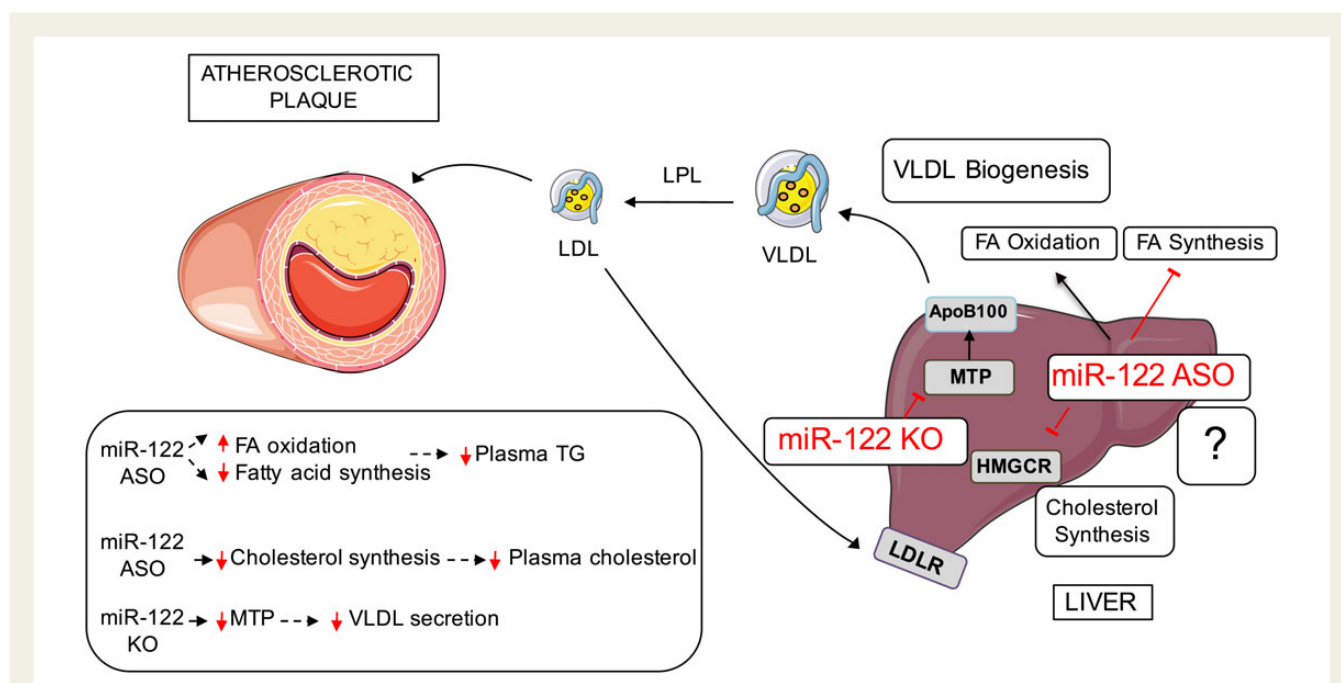 ATHEROSCLEROTIC
PLAQUE
LPL
LDL
VLDL
VLDL Biogenesis
FA Oxidation
FA Synthesis
ApoB100
MTP
miR-122 ASO
miR-122 KO
?
HMGCR
Cholesterol
Synthesis
LDLR
LIVER
miR-122
ASO
FA oxidation
Fatty acid synthesis
Plasma TG
miR-122
ASO
Cholesterol synthesis
Plasma cholesterol
miR-122
KO
MTP
VLDL secretion